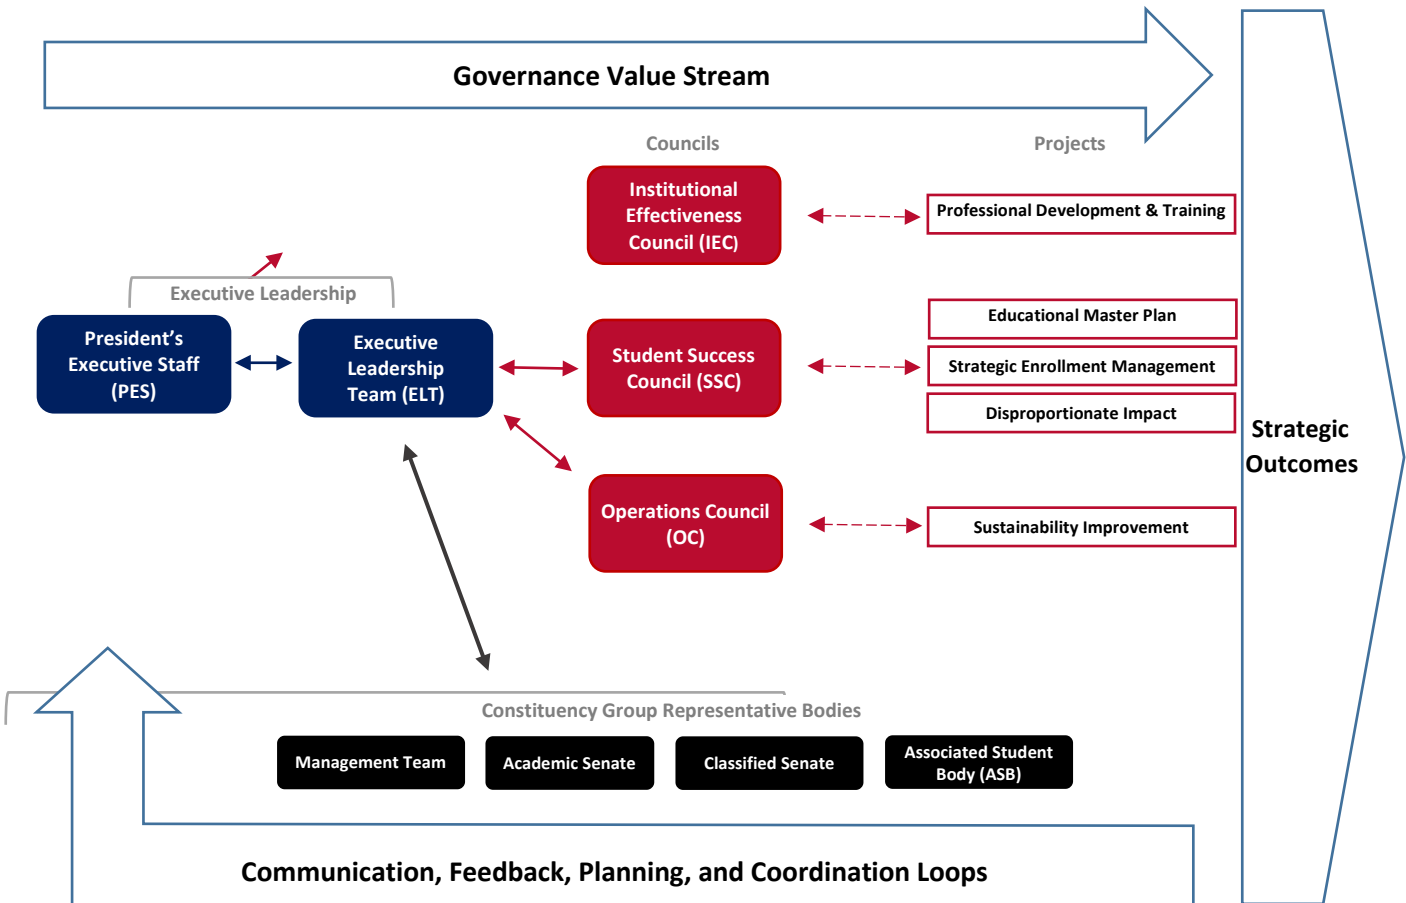 Governance Value Stream
Councils
Projects
Institutional
Effectiveness
Council (IEC)
Professional Development & Training
Executive Leadership
President’s
Executive Staff
(PES)
Executive
Leadership
Team (ELT)
Student Success
Council (SSC)
Educational Master Plan
Strategic Enrollment Management
Disproportionate Impact
Operations Council
(OC)
Sustainability Improvement
Strategic
Outcomes
Constituency Group Representative Bodies
Management Team
Academic Senate
Classified Senate
Associated Student
Body (ASB)
Communication, Feedback, Planning, and Coordination Loops